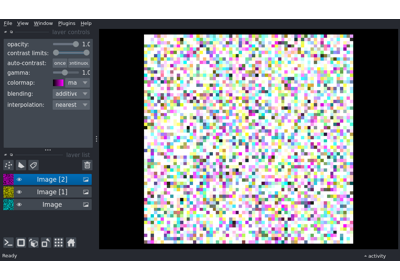 File View Window Plugins Help
layer controls
opacity: 1.0
contrast limits:
auto-contrast: once
gamma: 1.0
colormap: ma
blending: additive
interpolation: nearest
layer list
Image [2]
Image [1]
Image
Ready activity